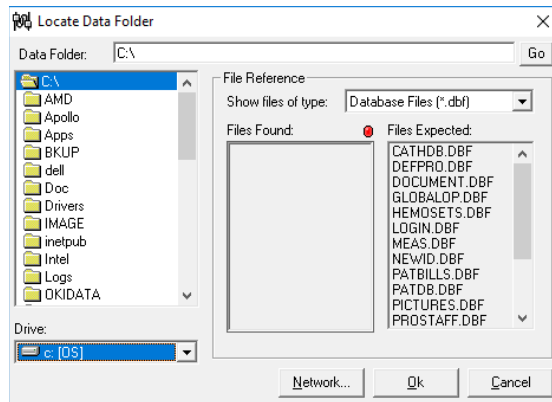 Locate Data Folder
Data Folder: C:\ Go
C:\
AMD
Apollo
Apps
BKUP
dell
Doc
Drivers
IMAGE
inetpub
Intel
Logs
OKIDATA
Drive:
c: [OS]
File Reference
Show files of type: Database Files (*.dbf)
Files Found:
Files Expected:
CATHDB.DBF
DEFPRO.DBF
DOCUMENT.DBF
GLOBALOP.DBF
HEMOSETS.DBF
LOGIN.DBF
MEAS.DBF
NEWID.DBF
PATBILLS.DBF
PATDB.DBF
PICTURES.DBF
PROSTAFF.DBF
Network... Ok Cancel